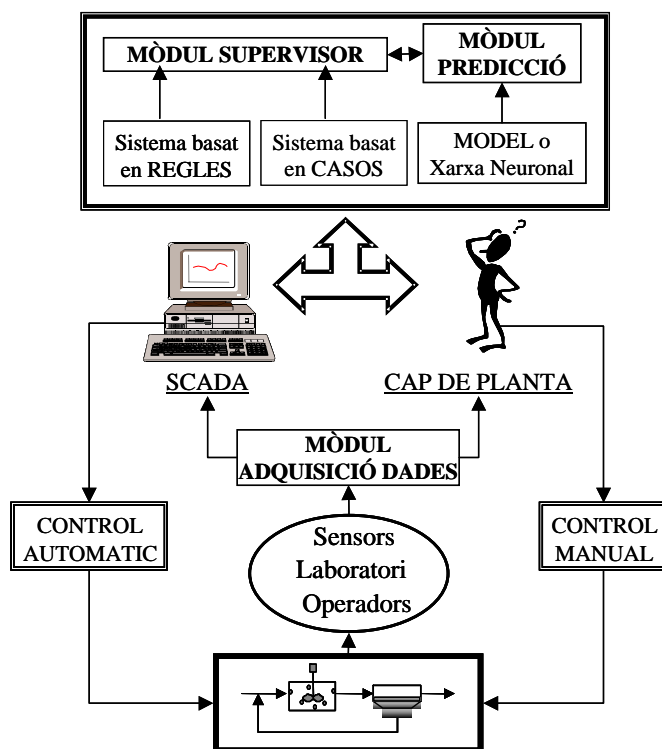 MÒDUL SUPERVISOR
MÒDUL
PREDICCIÓ
Sistema basat
en REGLES
Sistema basat
en CASOS
MODEL o
Xarxa Neuronal
?
SCADA
CAP DE PLANTA
MÒDUL
ADQUISICIÓ DADES
CONTROL
AUTOMATIC
Sensors
Laboratori
Operadors
CONTROL
MANUAL